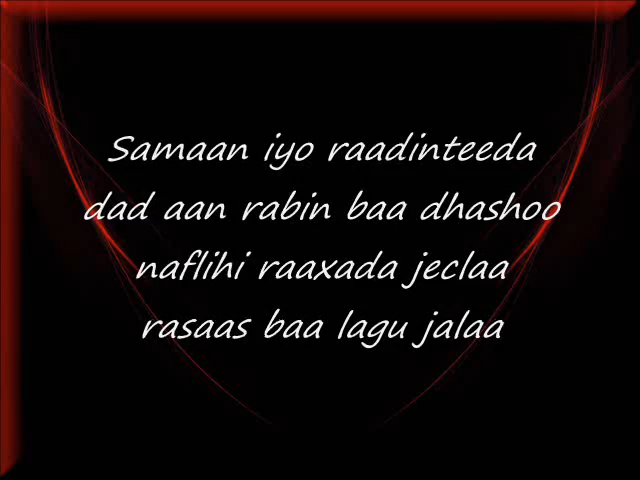 Samaan iyo raadinteeda
dad aan rabin baa dhashoo
naflihi raaxada jeclaa
rasaas baa lagu jalaa